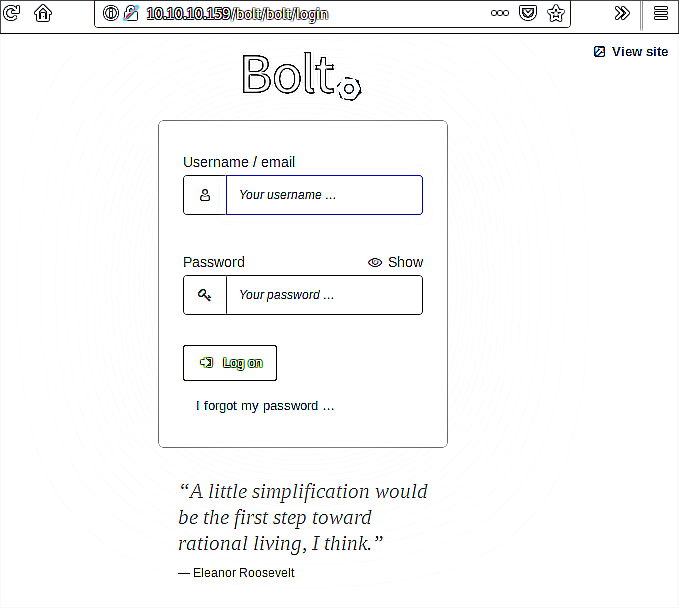 10.10.10.159/bolt/bolt/login
View site
Bolt
Username / email
Your username …
Password
Show
Your password …
Log on
I forgot my password …
“A little simplification would
be the first step toward
rational living, I think.”
— Eleanor Roosevelt